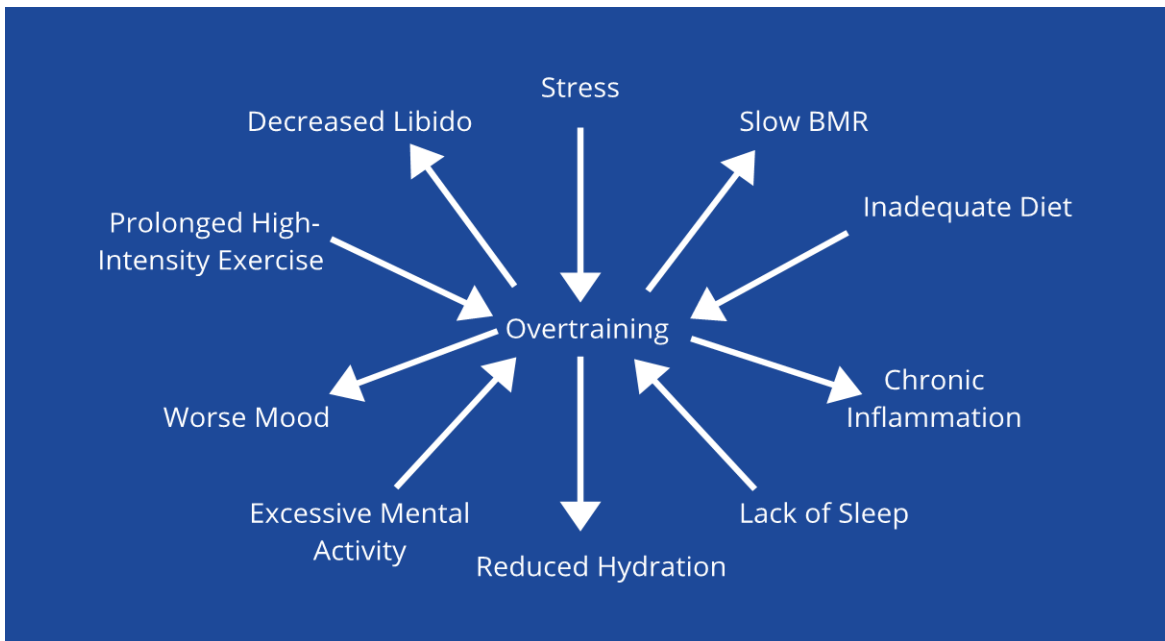 Stress
Decreased Libido
Slow BMR
Prolonged High-
Intensity Exercise
Inadequate Diet
Overtraining
Worse Mood
Chronic
Inflammation
Excessive Mental
Activity
Lack of Sleep
Reduced Hydration